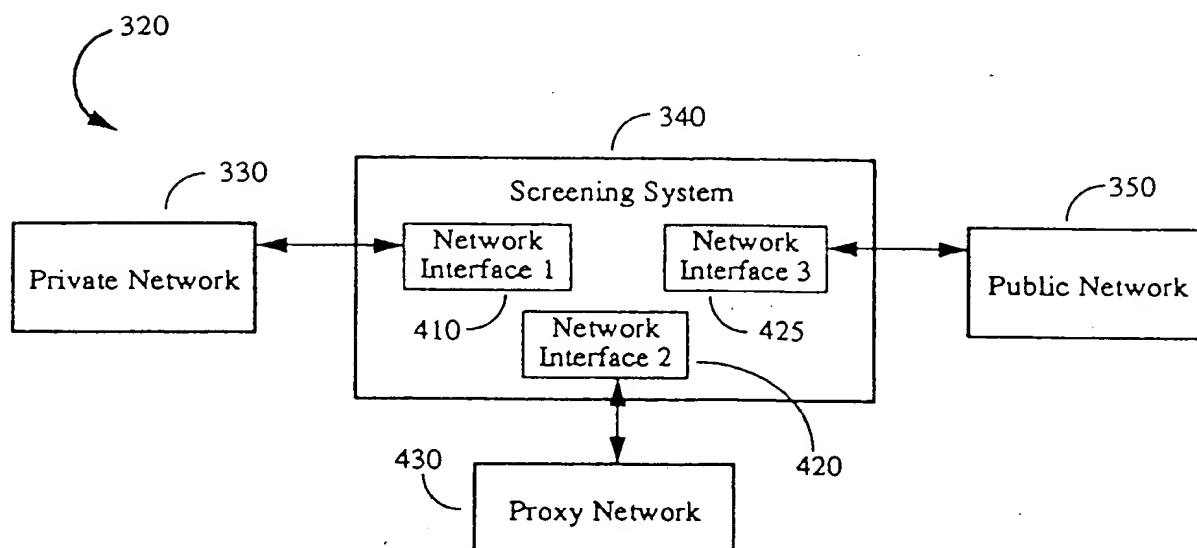 320
340
330
350
Screening System
Private Network
Network
Interface 1
Network
Interface 3
Public Network
410
425
Network
Interface 2
420
430
Proxy Network